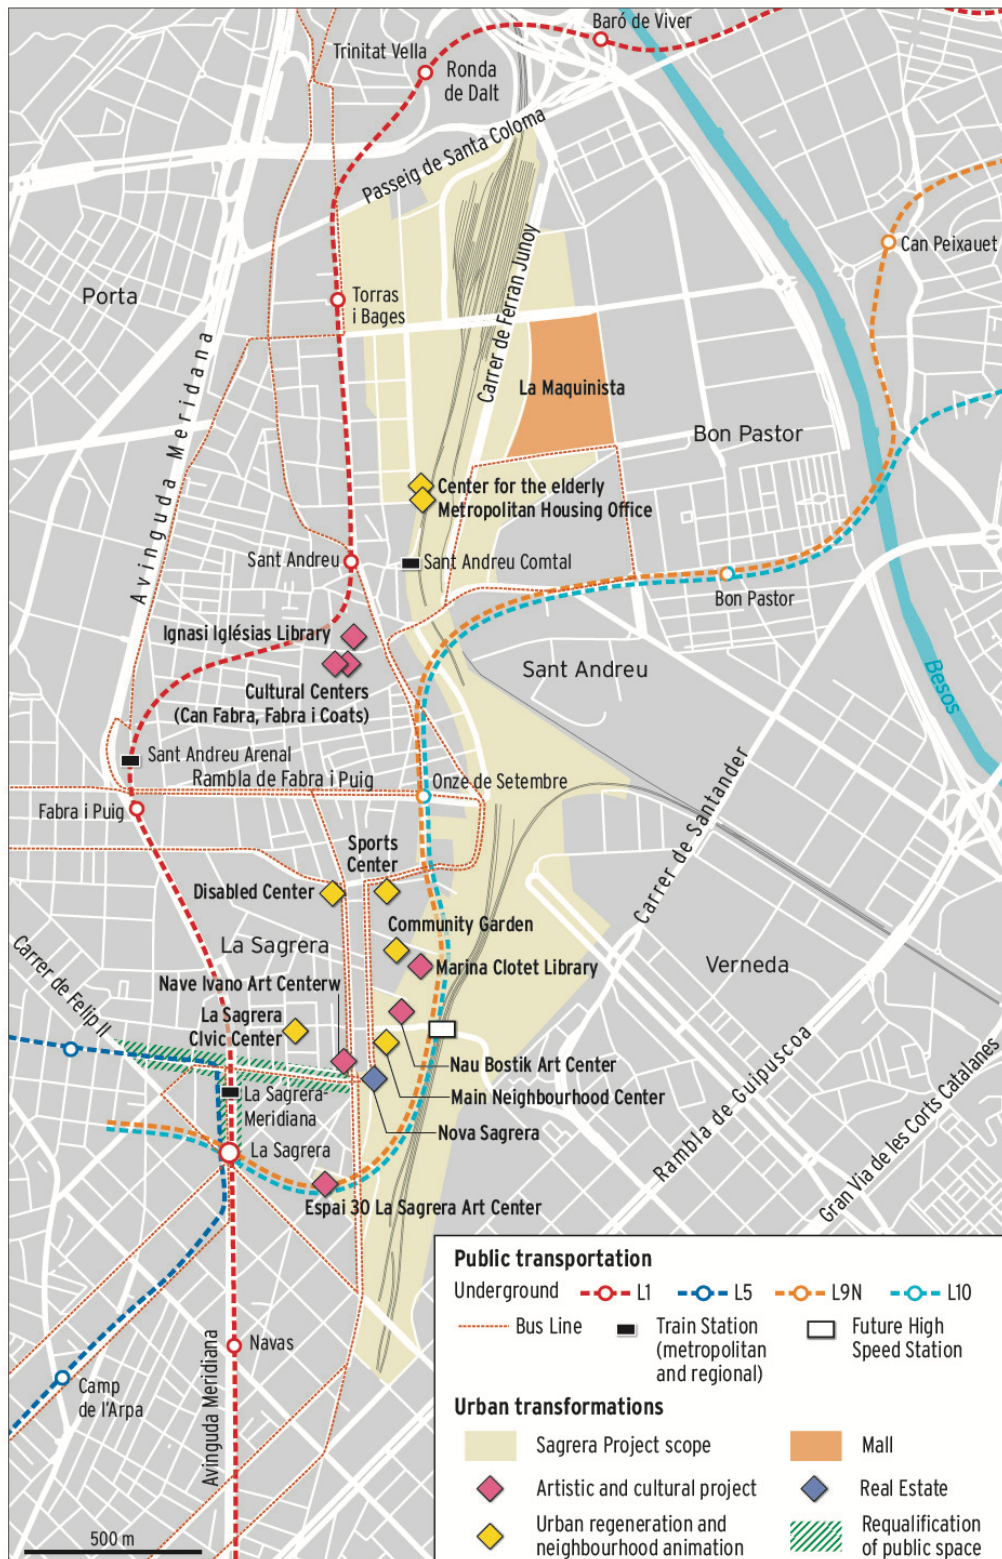 Baró de Viver
Trinitat Vella
Ronda
de Dalt
Passeig de Santa Coloma
Can Peixauet
Porta
Torras
i Bages
Carrer de Ferran Junoy
Avinguda Meridana
La Maquinista
Bon Pastor
Center for the elderly
Metropolitan Housing Office
Sant Andreu
Sant Andreu Comtal
Bon Pastor
Ignasi Iglésias Library
Sant Andreu
Cultural Centers
(Can Fabra, Fabra i Coats)
Besos
Sant Andreu Arenal
Rambla de Fabra i Puig
Onze de Setembre
Fabra i Puig
Carrer de Santander
Sports
Center
Disabled Center
Community Garden
La Sagrera
Marina Clotet Library
Verneda
Carrer de Felip II
Nave Ivano Art Centerw
La Sagrera
CIvic Center
Nau Bostik Art Center
La Sagrera-
Meridiana
Main Neighbourhood Center
Nova Sagrera
La Sagrera
Rambla de Guipuscoa
Gran Via de les Corts Catalanes
Espai 30 La Sagrera Art Center
Navas
Camp
de l'Arpa
Avinguda Meridiana
500 m
Public transportation
Underground L1 L5 L9N L10
Bus Line
Train Station
(metropolitan
and regional)
Future High
Speed Station
Urban transformations
Sagrera Project scope
Mall
Artistic and cultural project
Real Estate
Urban regeneration and
neighbourhood animation
Requalification
of public space